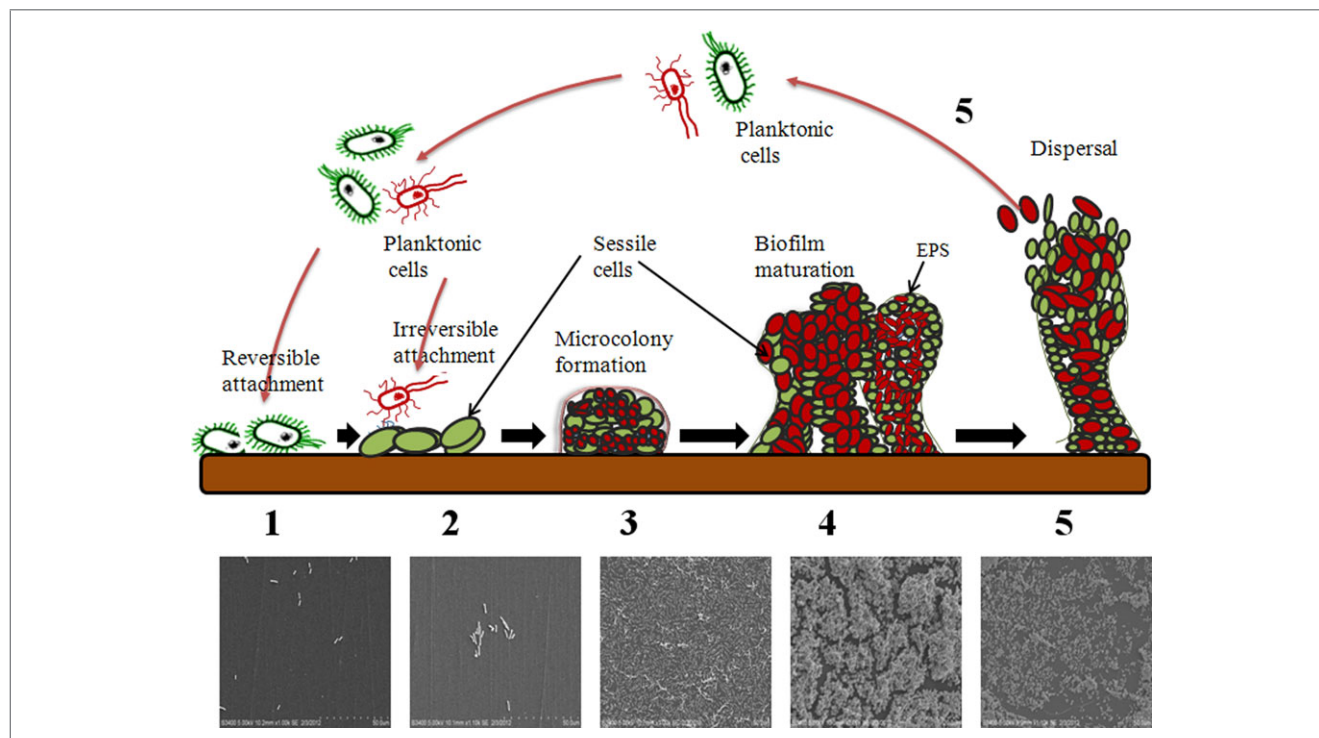 5
Planktonic
cells
Dispersal
Planktonic
cells
Sessile
cells
Biofilm
maturation
EPS
Irreversible
attachment
Microcolony
formation
Reversible
attachment
1
2
3
4
5